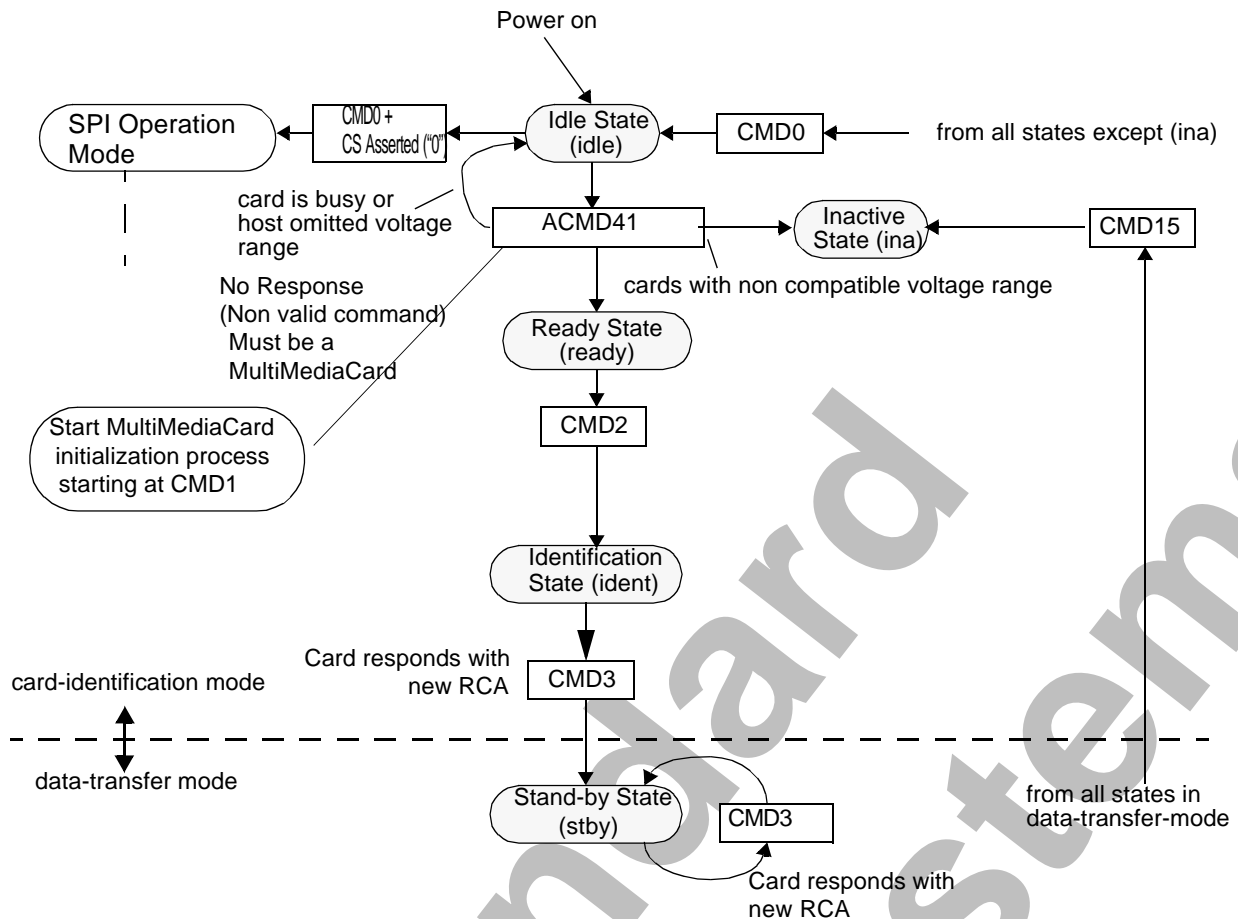 Power on
SPI Operation
Mode
CMD0 +
CS Asserted ("0")
Idle State
(idle)
CMD0
from all states except (ina)
card is busy or
host omitted voltage
range
ACMD41
Inactive
State (ina)
CMD15
cards with non compatible voltage range
No Response
(Non valid command)
Must be a
MultiMediaCard
Ready State
(ready)
CMD2
Start MultiMediaCard
initialization process
starting at CMD1
Identification
State (ident)
Card responds with
new RCA
CMD3
card-identification mode
data-transfer mode
Stand-by State
(stby)
CMD3
from all states in
data-transfer-mode
Card responds with
new RCA
ndard
stem